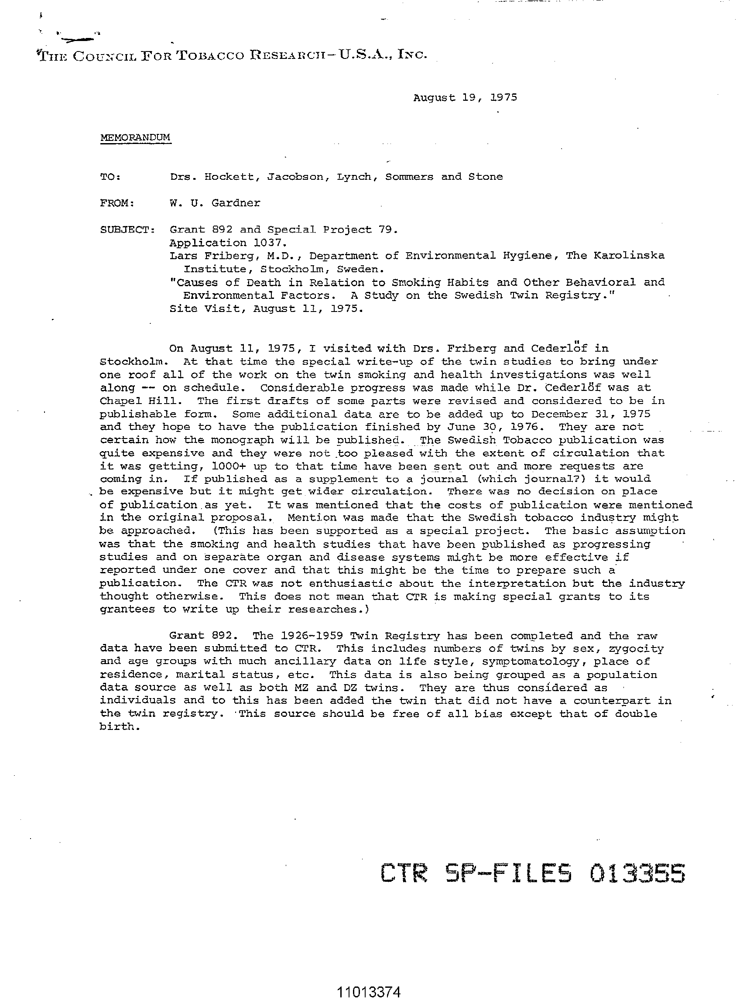 THE COUNCIL FOR TOBACCO RESEARCH-U.S.A., INC.
August 19, 1975
MEMORANDUM
TO: Drs. Hockett, Jacobson, Lynch, Sommers and Stone
FROM: W. U. Gardner
SUBJECT: Grant 892 and Special Project 79.
Application 1037.
Lars Friberg, M.D., Department of Environmental Hygiene, The Karolinska
Institute, Stockholm, Sweden.
"Causes of Death in Relation to Smoking Habits and Other Behavioral and
Environmental Factors. A Study on the Swedish Twin Registry."
Site Visit, August 11, 1975.
On August 11, 1975, I visited with Drs. Friberg and Cederlöf in
Stockholm. At that time the special write-up of the twin studies to bring under
one roof all of the work on the twin smoking and health investigations was well
along -- on schedule. Considerable progress was made while Dr. Cederlöf was at
Chapel Hill. The first drafts of some parts were revised and considered to be in
publishable form. Some additional data are to be added up to December 31, 1975
and they hope to have the publication finished by June 30, 1976. They are not
certain how the monograph will be published. The Swedish Tobacco publication was
quite expensive and they were not too pleased with the extent of circulation that
it was getting, 1000+ up to that time have been sent out and more requests are
coming in. If published as a supplement to a journal (which journal?) it would
be expensive but it might get wider circulation. There was no decision on place
of publication as yet. It was mentioned that the costs of publication were mentioned
in the original proposal. Mention was made that the Swedish tobacco industry might
be approached. (This has been supported as a special project. The basic assumption
was that the smoking and health studies that have been published as progressing
studies and on separate organ and disease systems might be more effective if
reported under one cover and that this might be the time to prepare such a
publication. The CTR was not enthusiastic about the interpretation but the industry
thought otherwise. This does not mean that CTR is making special grants to its
grantees to write up their researches.)
Grant 892. The 1926-1959 Twin Registry has been completed and the raw
data have been submitted to CTR. This includes numbers of twins by sex, zygocity
and age groups with much ancillary data on life style, symptomatology, place of
residence, marital status, etc. This data is also being grouped as a population
data source as well as both MZ and DZ twins. They are thus considered as
individuals and to this has been added the twin that did not have a counterpart in
the twin registry. This source should be free of all bias except that of double
birth.
CTR SP-FILES 013355
11013374